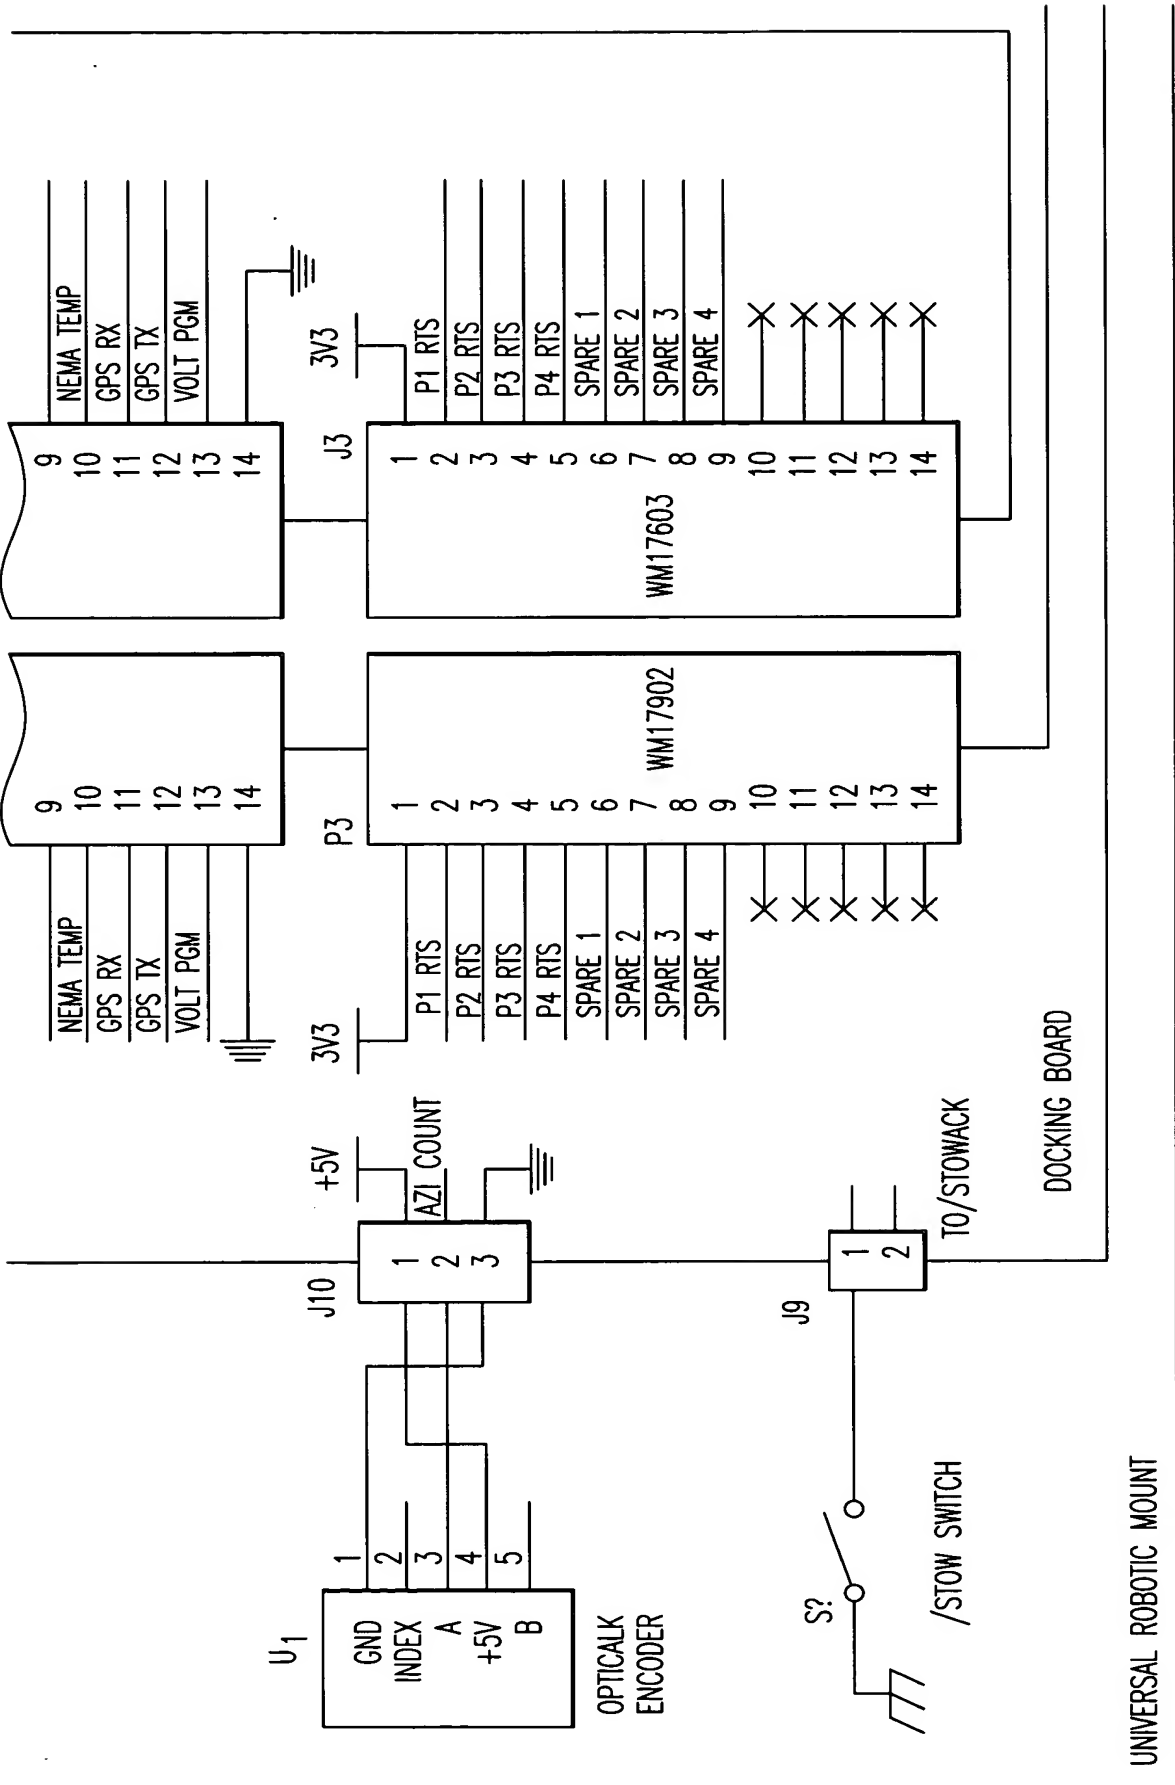 U1
GND 1
INDEX 2
A 3
+5V 4
B 5
OPTICALK
ENCODER
J10
+5V
1
AZI COUNT
2
3
S?
/STOW SWITCH
J9
1
2
TO/STOWACK
DOCKING BOARD
UNIVERSAL ROBOTIC MOUNT
9
NEMA TEMP 10
GPS RX 11
GPS TX 12
VOLT PGM 13
14
3V3
P3
1
P1 RTS 2
P2 RTS 3
P3 RTS 4
P4 RTS 5
SPARE 1 6
SPARE 2 7
SPARE 3 8
SPARE 4 9
10
11
12
13
14
WM17902
9
10 NEMA TEMP
11 GPS RX
12 GPS TX
13 VOLT PGM
14
J3
3V3
1
2 P1 RTS
3 P2 RTS
4 P3 RTS
5 P4 RTS
6 SPARE 1
7 SPARE 2
8 SPARE 3
9 SPARE 4
10
11
12
13
14
WM17603